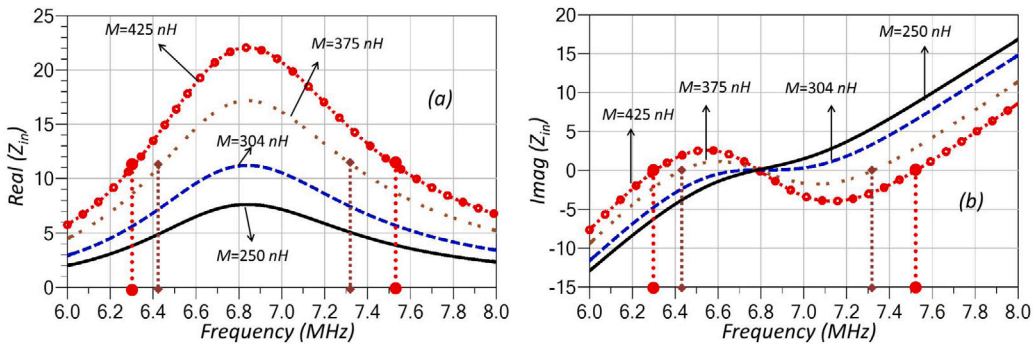 25
20
15
10
5
0
Real (Z_in)
M=425 nH
M=375 nH
(a)
M=304 nH
M=250 nH
6.0 6.2 6.4 6.6 6.8 7.0 7.2 7.4 7.6 7.8 8.0
Frequency (MHz)
20
15
10
5
0
-5
-10
-15
Imag (Z_in)
M=250 nH
M=375 nH
M=304 nH
M=425 nH
(b)
6.0 6.2 6.4 6.6 6.8 7.0 7.2 7.4 7.6 7.8 8.0
Frequency (MHz)